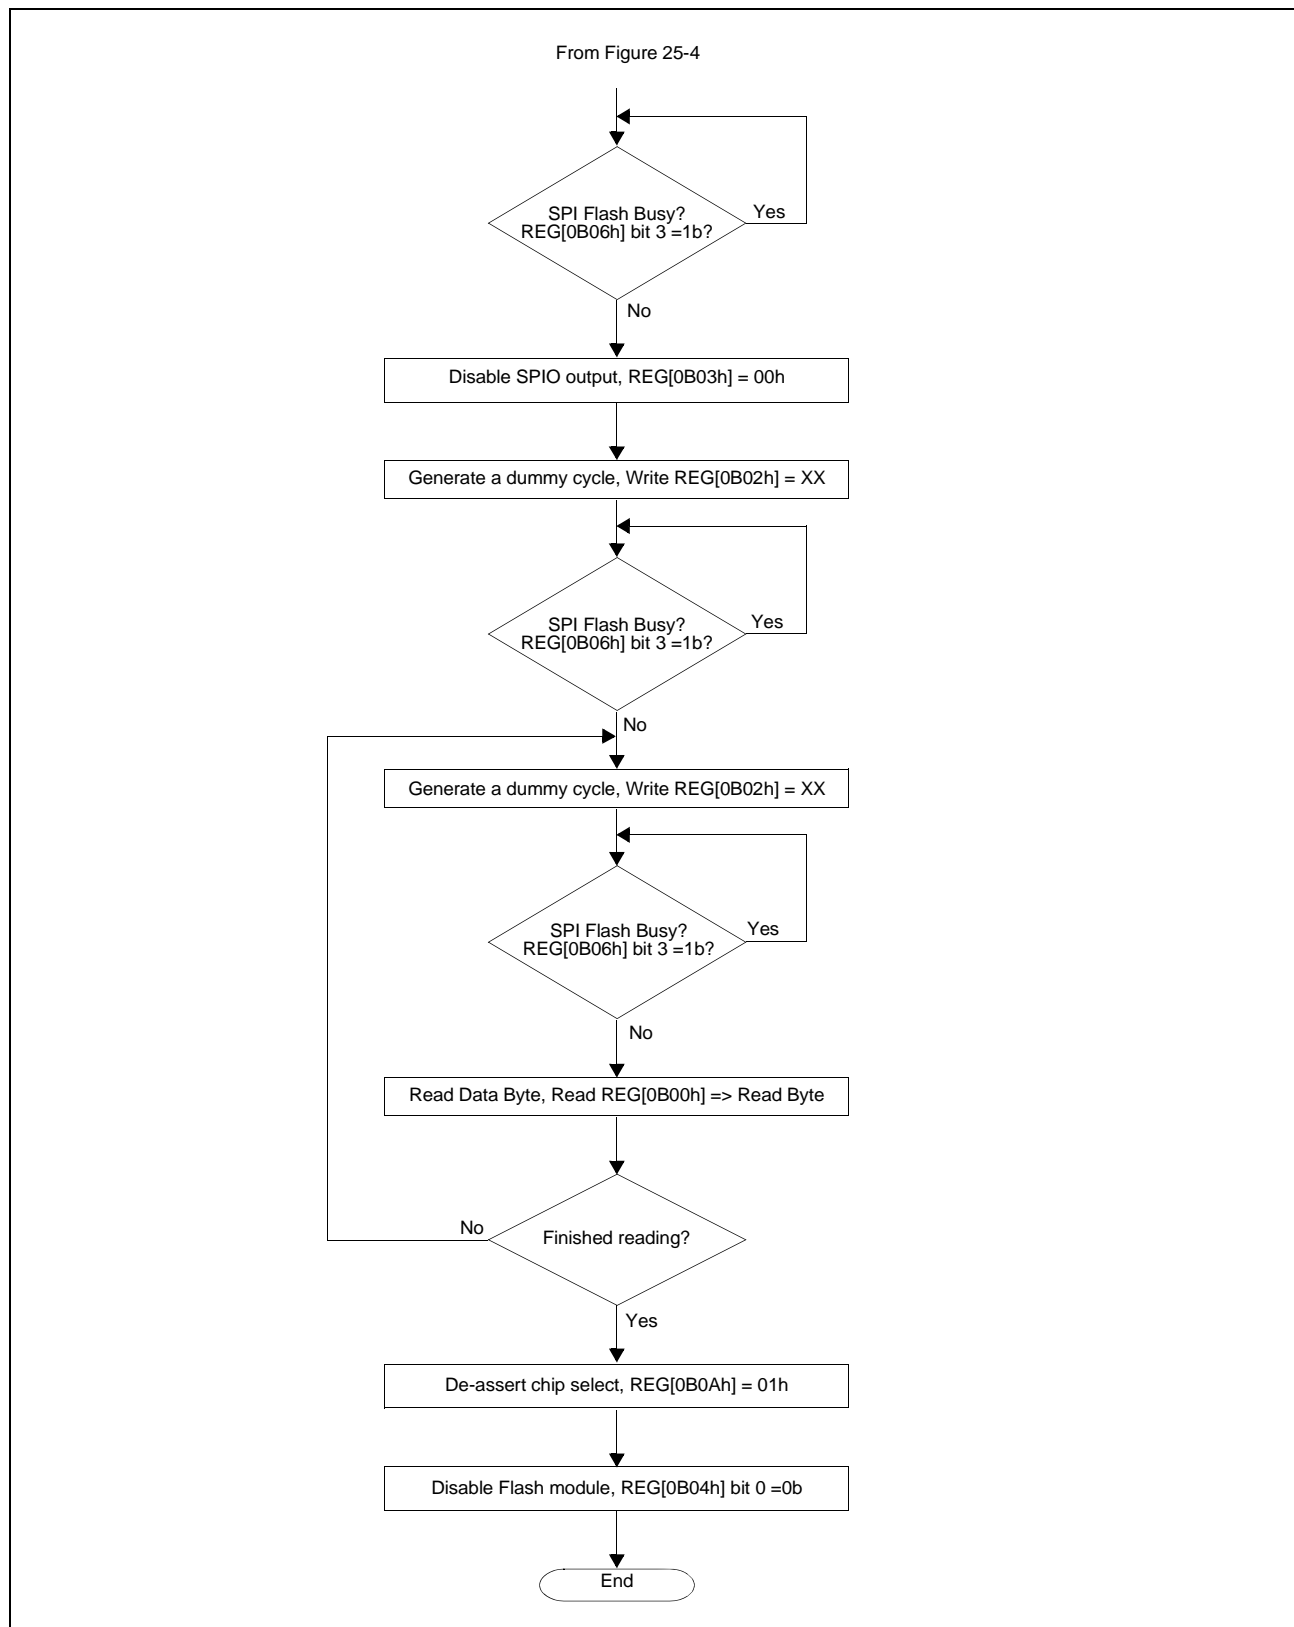 From Figure 25-4
SPI Flash Busy?
REG[0B06h] bit 3 =1b?
Yes
No
Disable SPIO output, REG[0B03h] = 00h
Generate a dummy cycle, Write REG[0B02h] = XX
SPI Flash Busy?
REG[0B06h] bit 3 =1b?
Yes
No
Generate a dummy cycle, Write REG[0B02h] = XX
SPI Flash Busy?
REG[0B06h] bit 3 =1b?
Yes
No
Read Data Byte, Read REG[0B00h] => Read Byte
No
Finished reading?
Yes
De-assert chip select, REG[0B0Ah] = 01h
Disable Flash module, REG[0B04h] bit 0 =0b
End